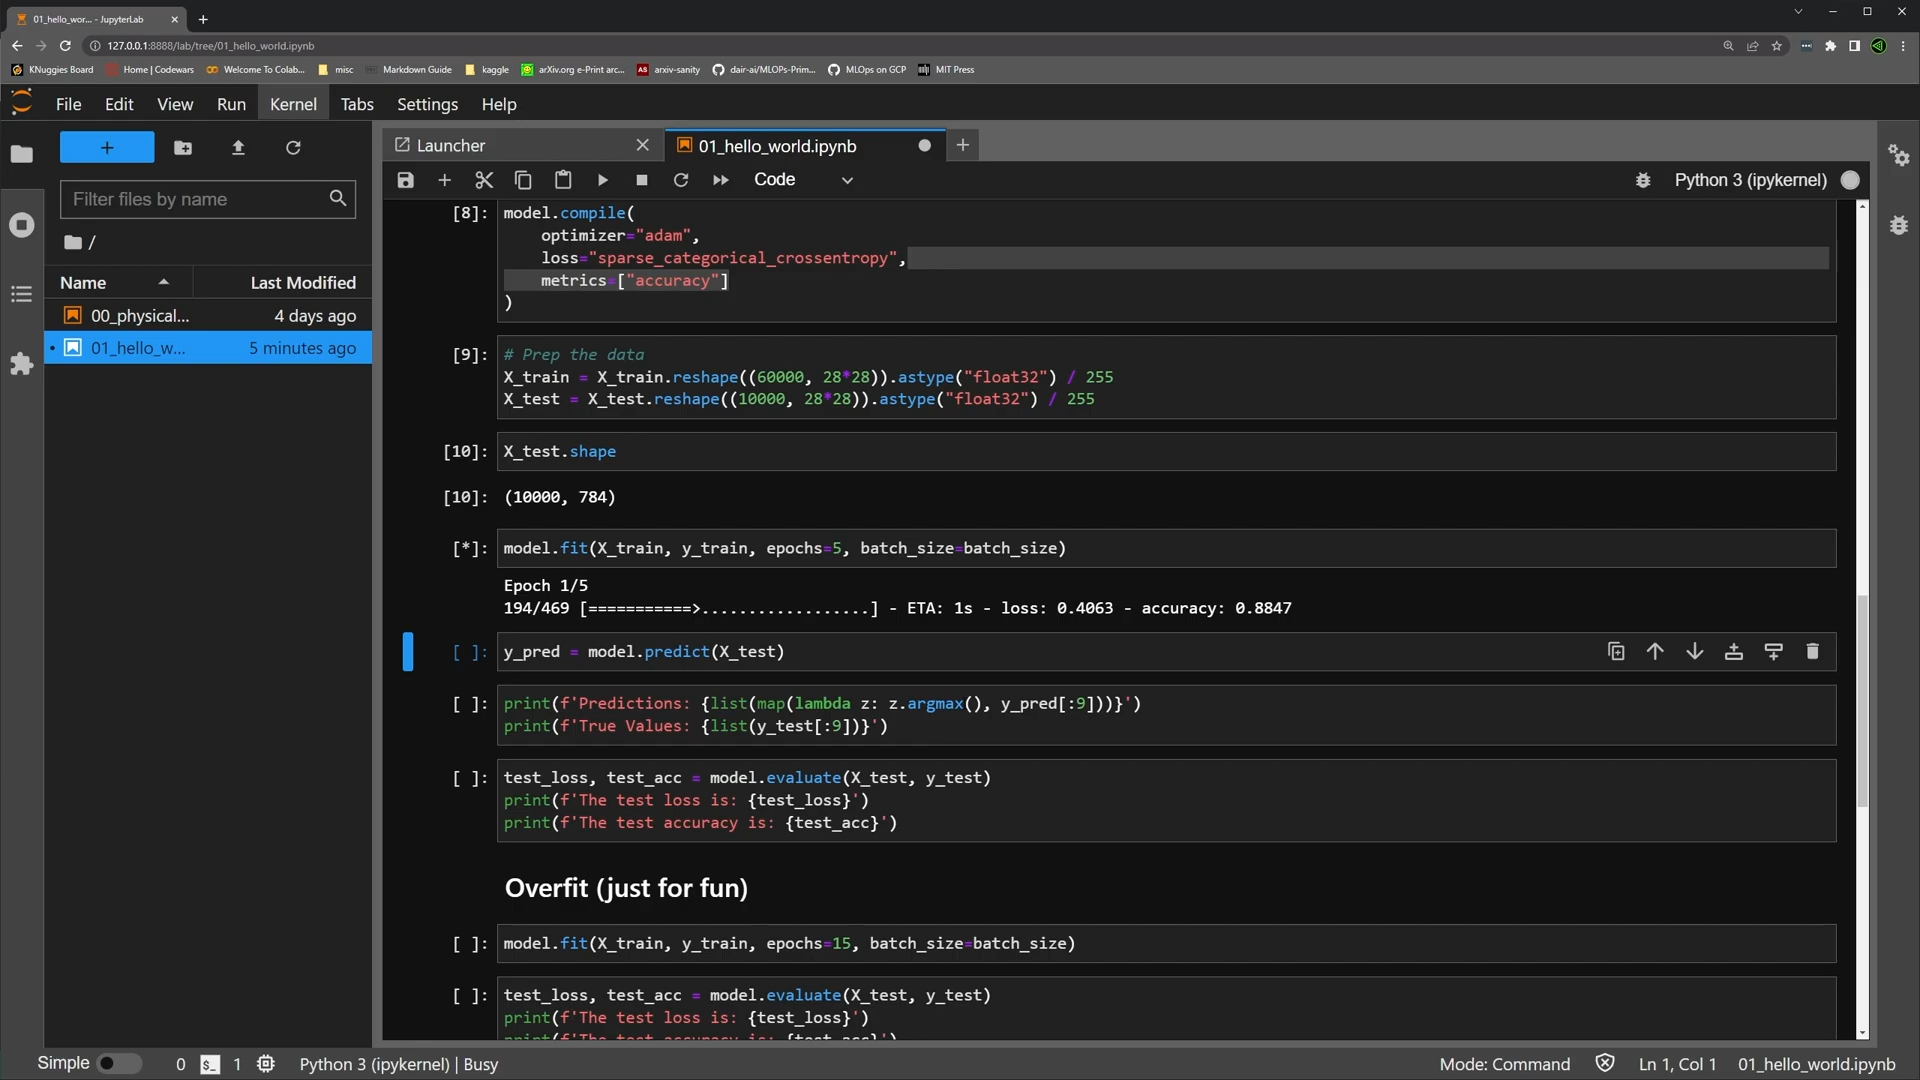 01_hello_wor... - JupyterLab
127.0.0.1:8888/lab/tree/01_hello_world.ipynb
KNuggies Board
Home | Codewars
Welcome To Colab...
misc
Markdown Guide
kaggle
arXiv.org e-Print arc...
AS
arxiv-sanity
dair-ai/MLOPs-Prim...
MLOps on GCP
MIT Press
File
Edit
View
Run
Kernel
Tabs
Settings
Help
Launcher
01_hello_world.ipynb
Filter files by name
/
Name
Last Modified
00_physical...
4 days ago
01_hello_w...
5 minutes ago
Code
Python 3 (ipykernel)
[8]: model.compile(
optimizer="adam",
loss="sparse_categorical_crossentropy",
metrics=["accuracy"]
)
[9]: # Prep the data
X_train = X_train.reshape((60000, 28*28)).astype("float32") / 255
X_test = X_test.reshape((10000, 28*28)).astype("float32") / 255
[10]: X_test.shape
[10]: (10000, 784)
[*]: model.fit(X_train, y_train, epochs=5, batch_size=batch_size)
Epoch 1/5
194/469 [===========>..................] - ETA: 1s - loss: 0.4063 - accuracy: 0.8847
[ ]: y_pred = model.predict(X_test)
[ ]: print(f'Predictions: {list(map(lambda z: z.argmax(), y_pred[:9]))}')
print(f'True Values: {list(y_test[:9])}')
[ ]: test_loss, test_acc = model.evaluate(X_test, y_test)
print(f'The test loss is: {test_loss}')
print(f'The test accuracy is: {test_acc}')
Overfit (just for fun)
[ ]: model.fit(X_train, y_train, epochs=15, batch_size=batch_size)
[ ]: test_loss, test_acc = model.evaluate(X_test, y_test)
print(f'The test loss is: {test_loss}')
print(f'The test accuracy is: {test_acc}')
Simple
0
$_
1
Python 3 (ipykernel) | Busy
Mode: Command
Ln 1, Col 1
01_hello_world.ipynb